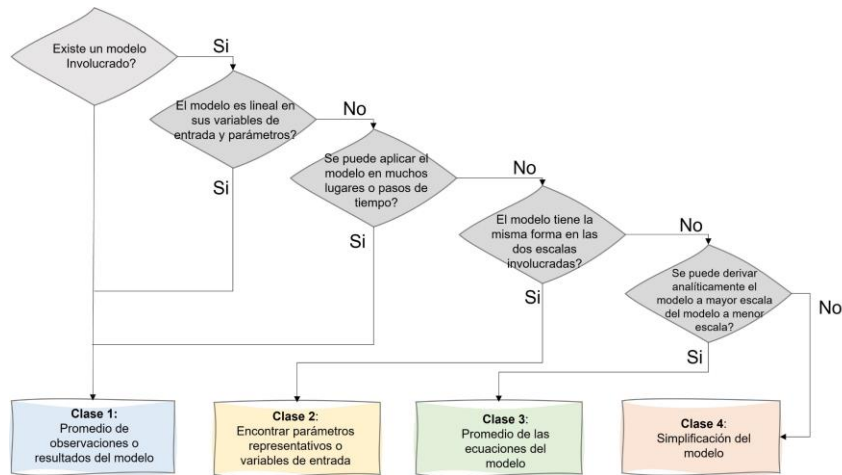 Existe un modelo
Involucrado?
Si
El modelo es lineal en
sus variables de
entrada y parámetros?
No
Si
Se puede aplicar el
modelo en muchos
lugares o pasos de
tiempo?
No
Si
El modelo tiene la
misma forma en las
dos escalas
involucradas?
No
Si
Se puede derivar
analíticamente el
modelo a mayor escala
del modelo a menor
escala?
No
Si
Clase 1:
Promedio de
observaciones o
resultados del modelo
Clase 2:
Encontrar parámetros
representativos o
variables de entrada
Clase 3:
Promedio de las
ecuaciones del
modelo
Clase 4:
Simplificación del
modelo